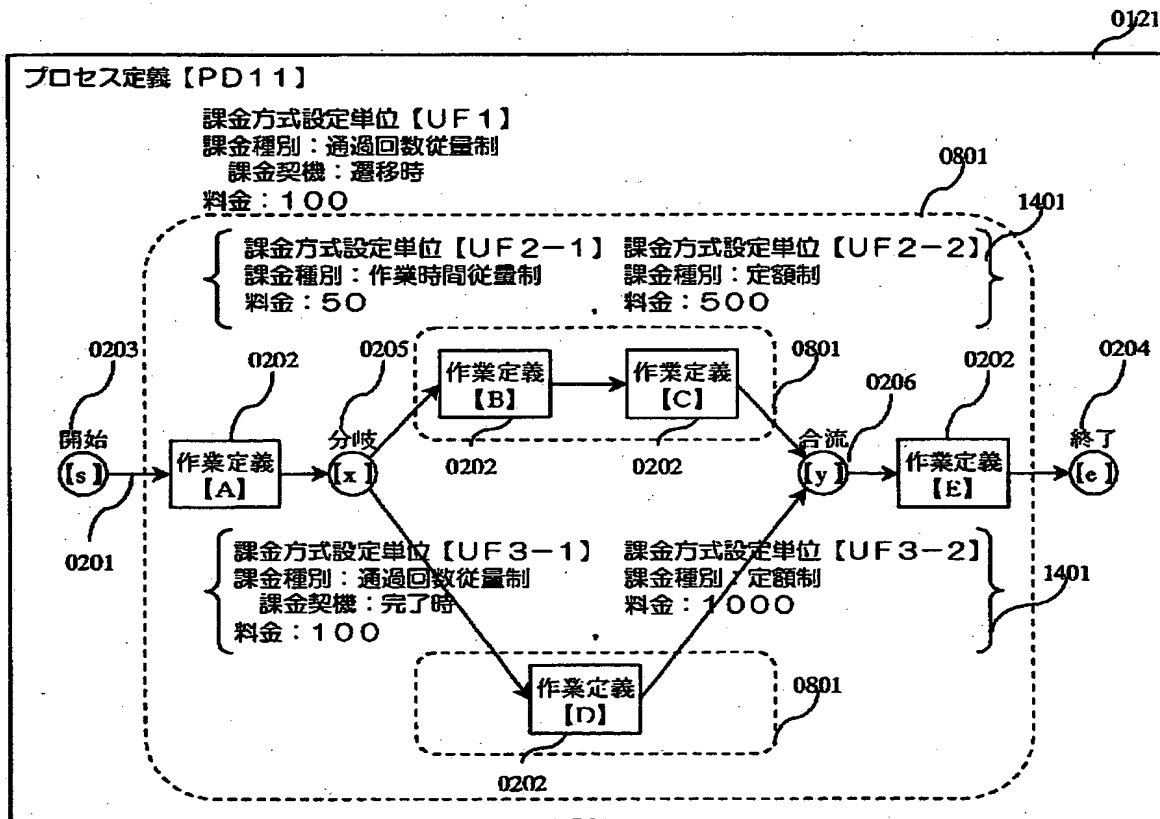 0121
プロセス定義【PD11】
課金方式設定単位【UF1】
課金種別：通過回数従量制
課金契機：遷移時
料金：100
0801
1401
課金方式設定単位【UF2-1】 課金方式設定単位【UF2-2】
課金種別：作業時間従量制 課金種別：定額制
料金：50 料金：500
0203
0202
0205
0801
0206
0202
0204
作業定義 作業定義
【B】 【C】
0202 0202
開始 分岐 合流 終了
【s】 作業定義 【x】 【y】 作業定義 【e】
【A】 【E】
0201
課金方式設定単位【UF3-1】 課金方式設定単位【UF3-2】
課金種別：通過回数従量制 課金種別：定額制
課金契機：完了時 料金：1000
料金：100
1401
作業定義
【D】
0801
0202